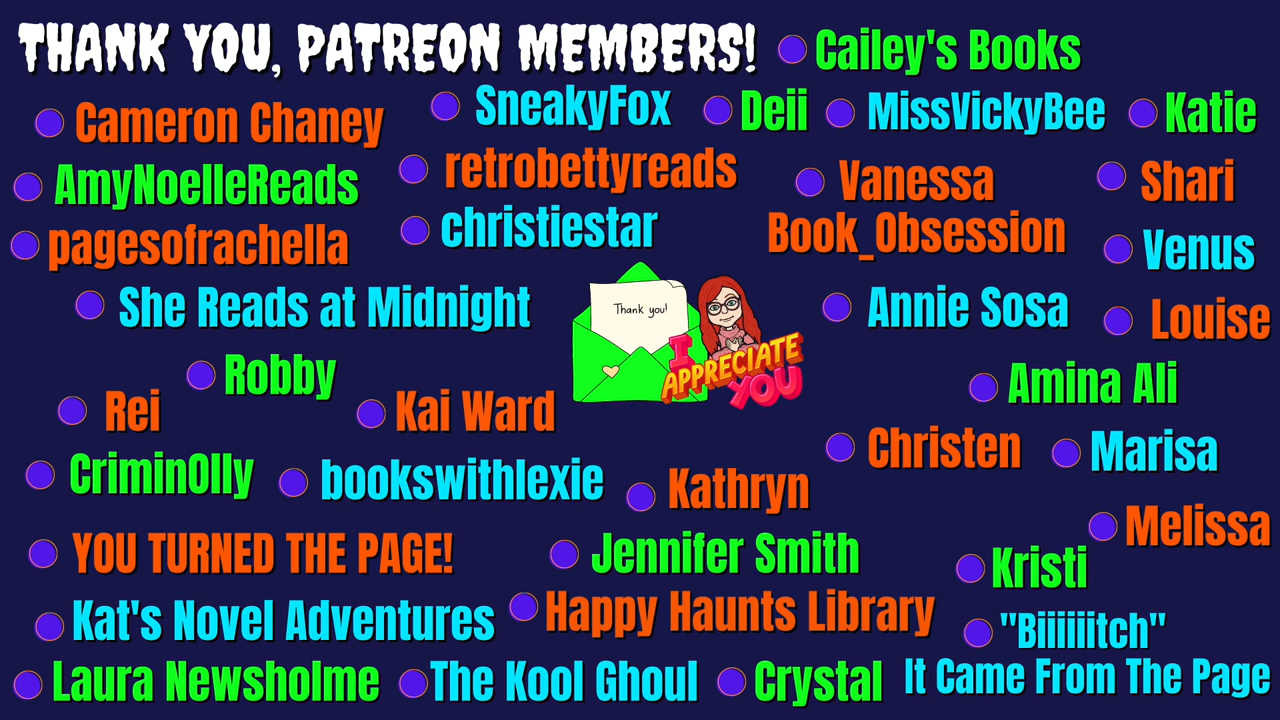 THANK YOU, PATREON MEMBERS!
Cailey's Books
Cameron Chaney
SneakyFox
Deii
MissVickyBee
Katie
AmyNoelleReads
retrobettyreads
Vanessa
Book_Obsession
Shari
pagesofrachella
christiestar
Venus
She Reads at Midnight
Thank you!
I
APPRECIATE
YOU
Annie Sosa
Louise
Robby
Rei
Kai Ward
Amina Ali
CriminOlly
bookswithlexie
Kathryn
Christen
Marisa
Melissa
YOU TURNED THE PAGE!
Jennifer Smith
Kristi
Kat's Novel Adventures
Happy Haunts Library
"Biiiiiitch"
It Came From The Page
Laura Newsholme
The Kool Ghoul
Crystal